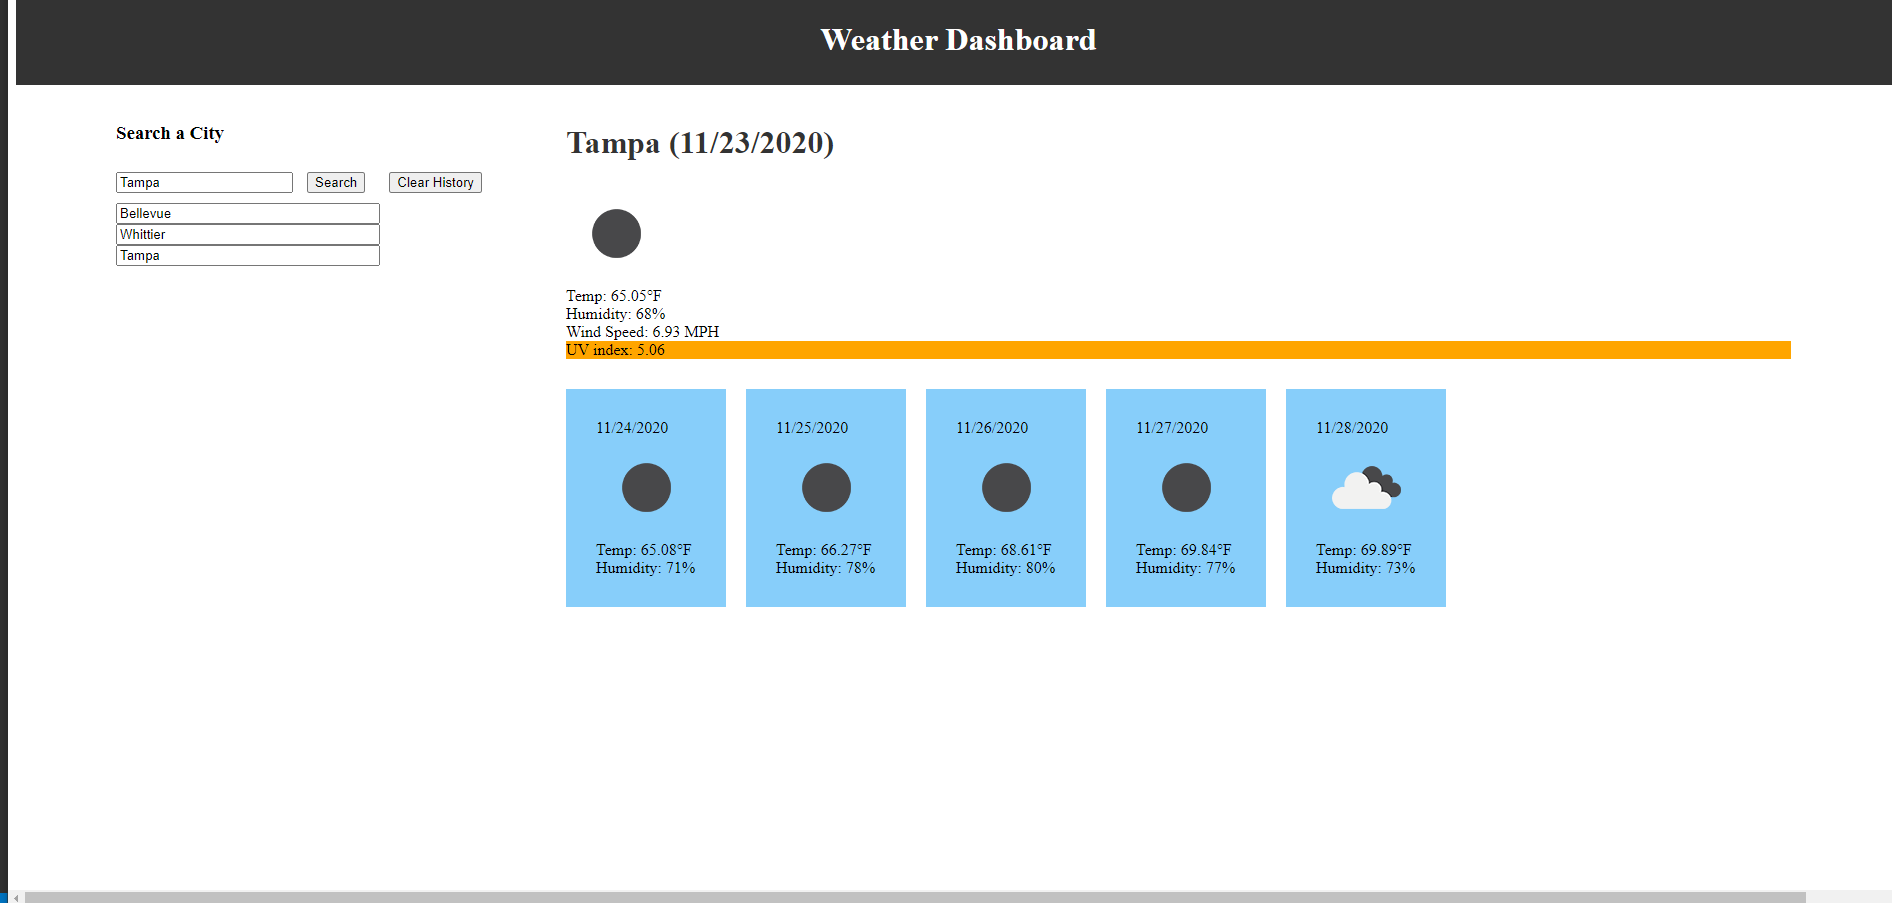 Weather Dashboard
Search a City
Tampa Search Clear History
Bellevue
Whittier
Tampa
Tampa (11/23/2020)
Temp: 65.05°F
Humidity: 68%
Wind Speed: 6.93 MPH
UV index: 5.06
11/24/2020
Temp: 65.08°F
Humidity: 71%
11/25/2020
Temp: 66.27°F
Humidity: 78%
11/26/2020
Temp: 68.61°F
Humidity: 80%
11/27/2020
Temp: 69.84°F
Humidity: 77%
11/28/2020
Temp: 69.89°F
Humidity: 73%